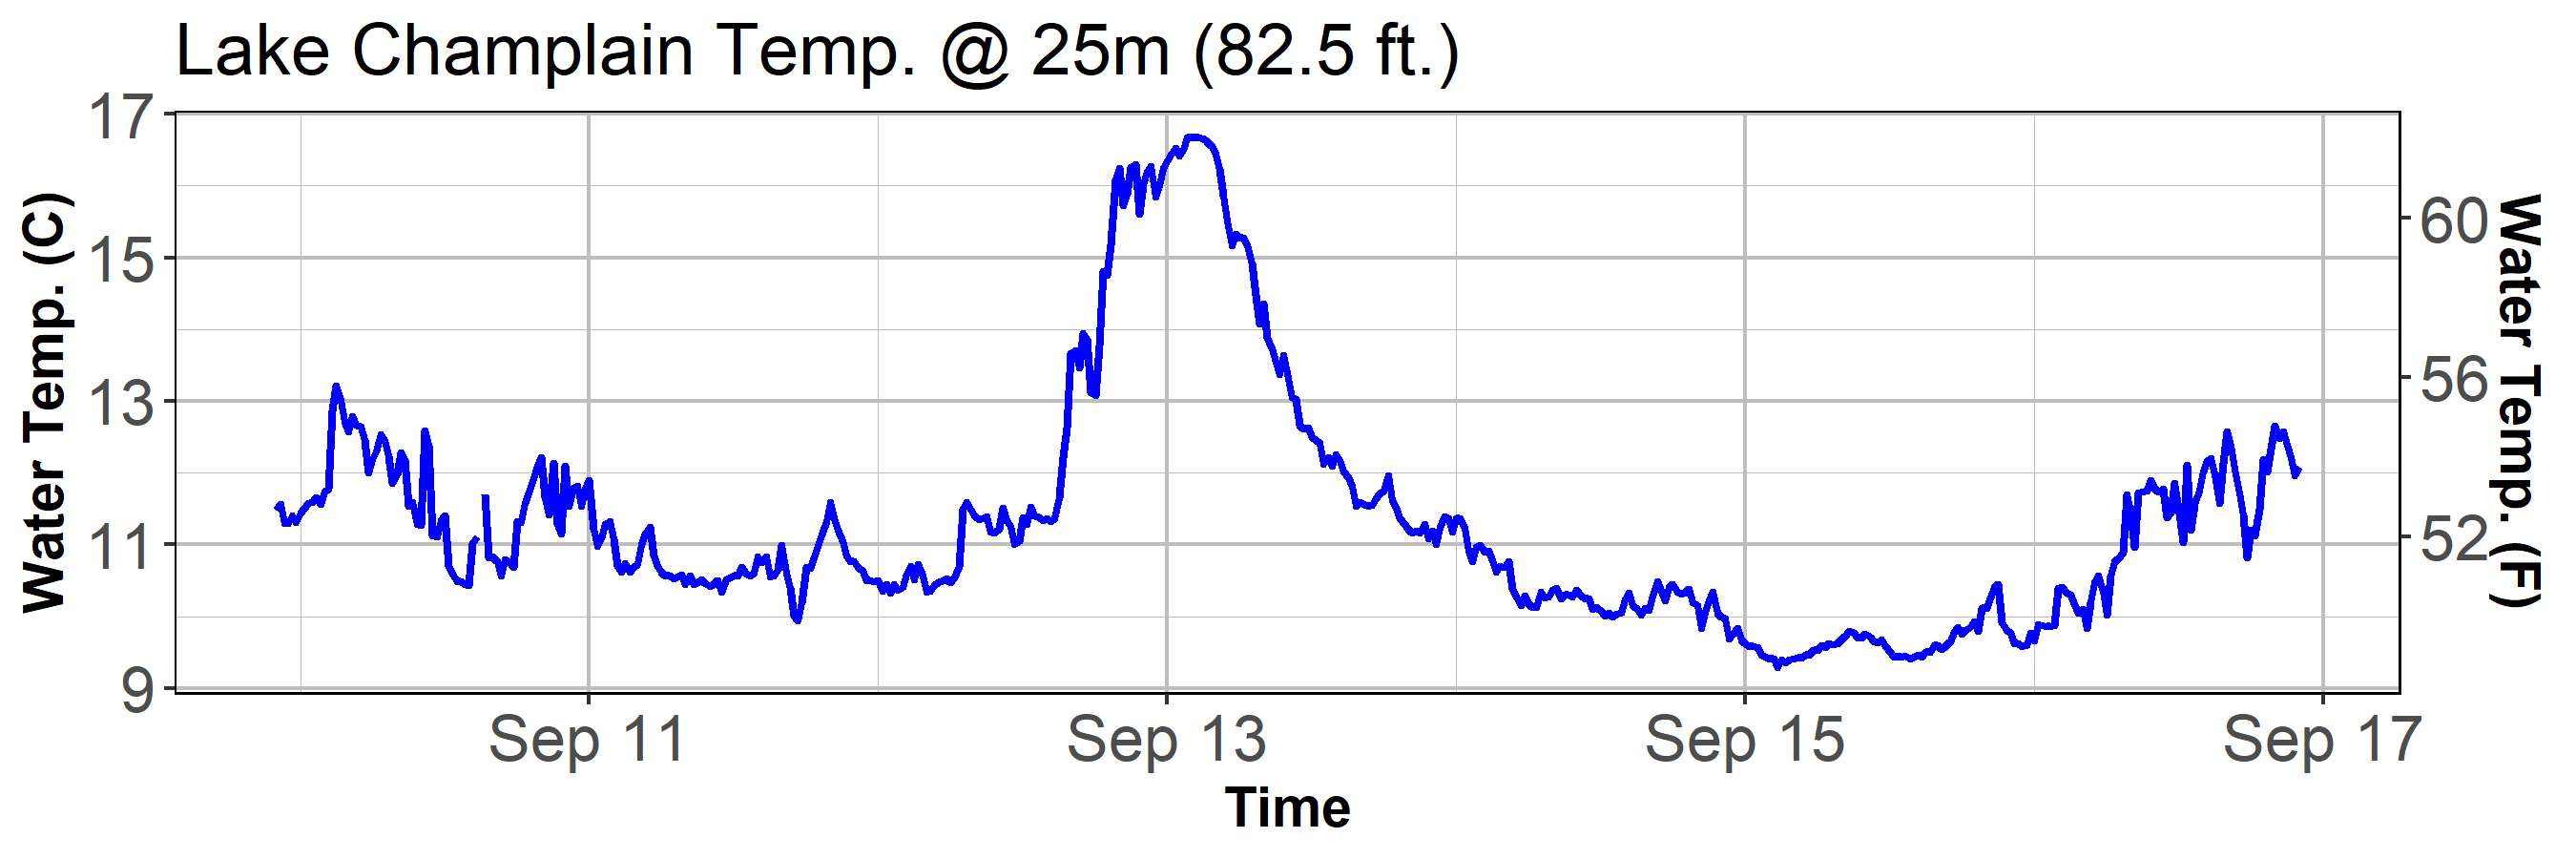 Lake Champlain Temp. @ 25m (82.5 ft.)
Water Temp. (C)
17
15
13
11
9
60
56
52
Water Temp. (F)
Sep 11 Sep 13 Sep 15 Sep 17
Time